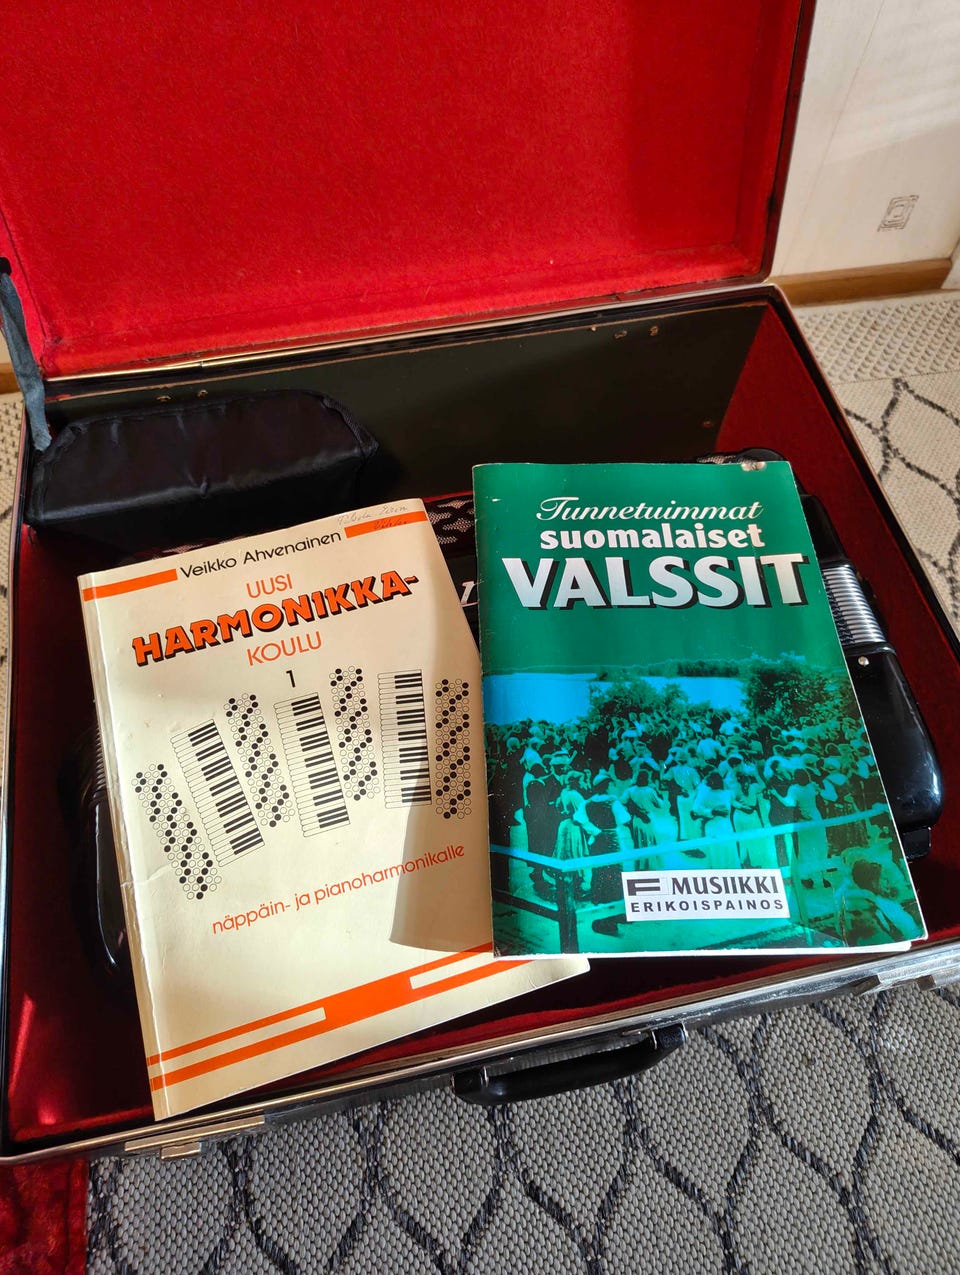 Veikko Ahvenainen
UUSI
HARMONIKKA-
KOULU
1
näppäin- ja pianoharmonikalle
Tunnetuimmat
suomalaiset
VALSSIT
F MUSIIKKI
ERIKOISPAINOS